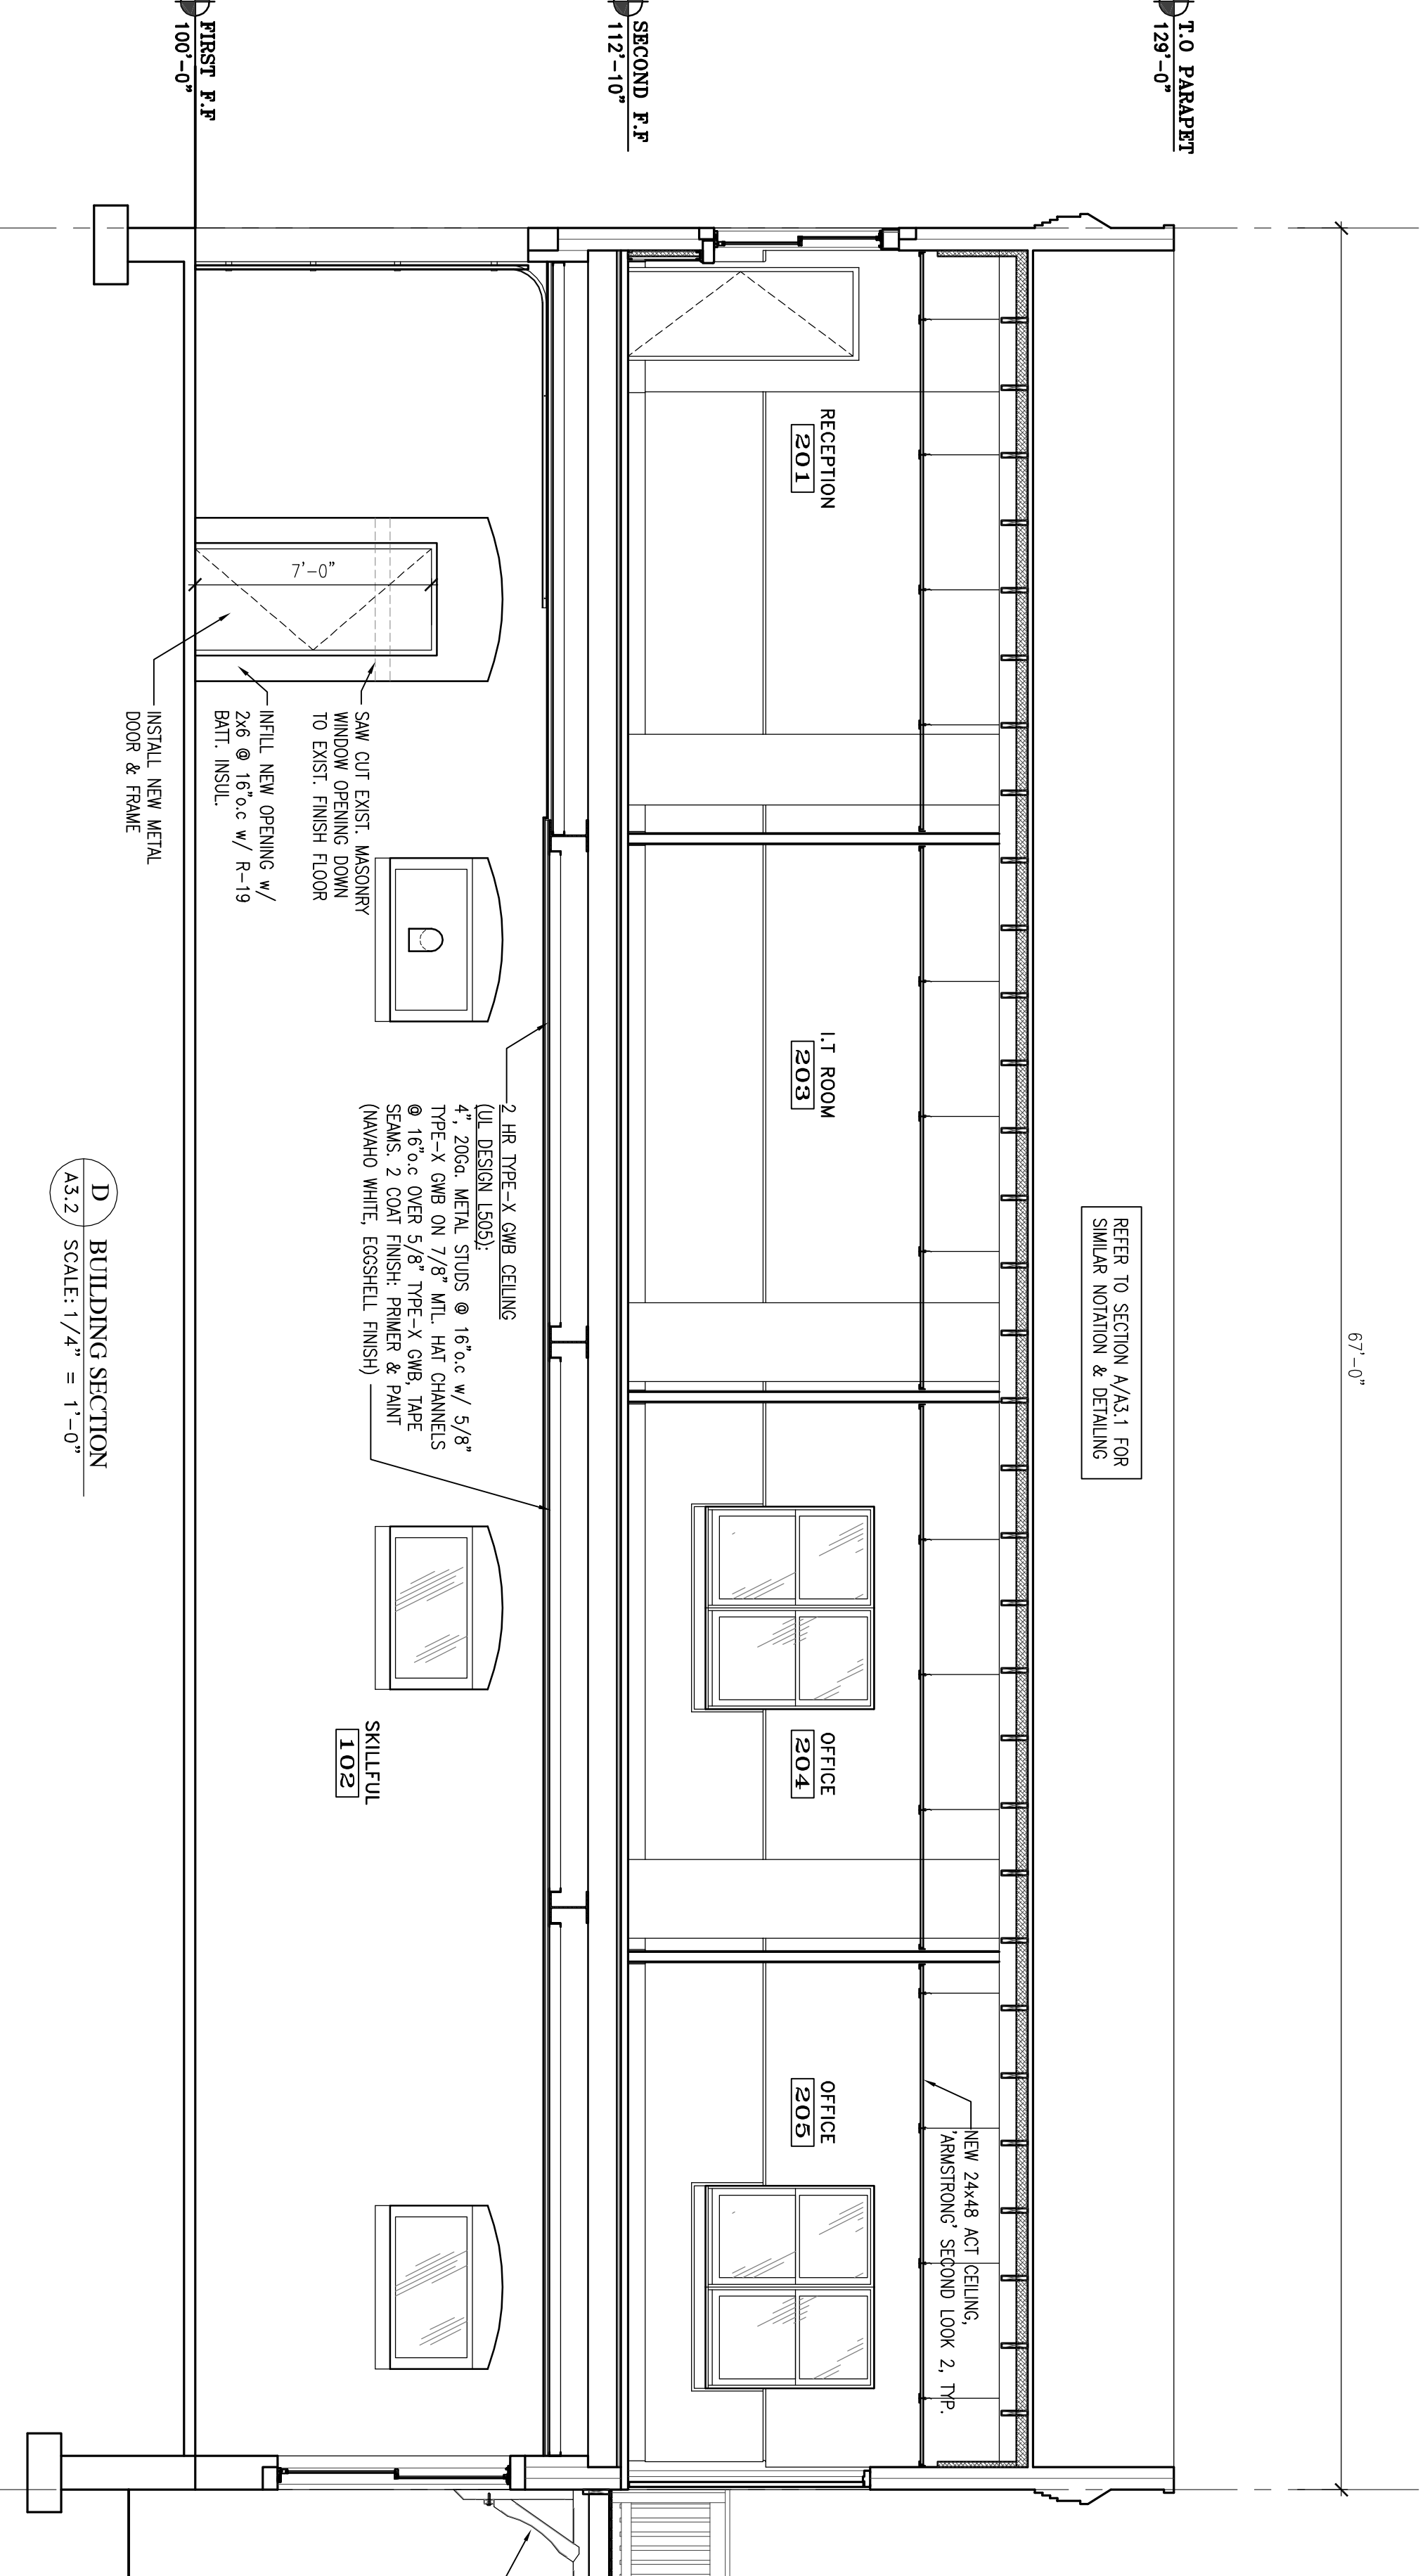 67'-0"
T.O PARAPET
129'-0"
REFER TO SECTION A/A3.1 FOR
SIMILAR NOTATION & DETAILING
NEW 24x48 ACT CEILING,
'ARMSTRONG' SECOND LOOK 2, TYP.
RECEPTION
201
I.T ROOM
203
OFFICE
204
OFFICE
205
SECOND F.F
112'-10"
2 HR TYPE-X GWB CEILING
(UL DESIGN L505):
4", 20Ga. METAL STUDS @ 16"o.c w/ 5/8"
TYPE-X GWB ON 7/8" MTL. HAT CHANNELS
@ 16"o.c OVER 5/8" TYPE-X GWB, TAPE
SEAMS. 2 COAT FINISH: PRIMER & PAINT
(NAVAHO WHITE, EGGSHELL FINISH)
7'-0"
SAW CUT EXIST. MASONRY
WINDOW OPENING DOWN
TO EXIST. FINISH FLOOR
INFILL NEW OPENING w/
2x6 @ 16"o.c w/ R-19
BATT. INSUL.
INSTALL NEW METAL
DOOR & FRAME
SKILLFUL
102
FIRST F.F
100'-0"
D
A3.2
BUILDING SECTION
SCALE: 1/4" = 1'-0"